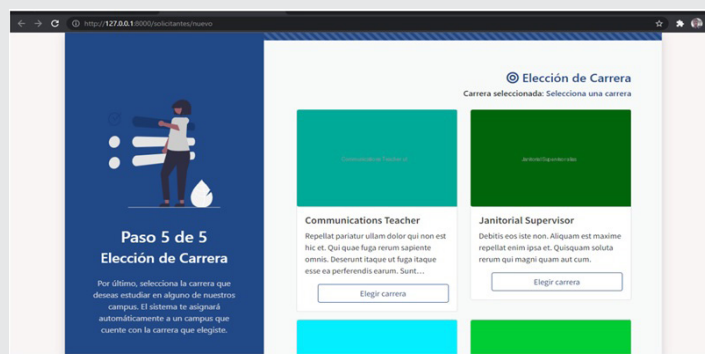 http://127.0.0.1:8000/solicitantes/nuevo
Paso 5 de 5
Elección de Carrera
Por último, selecciona la carrera que
deseas estudiar en alguno de nuestros
campus. El sistema te asignará
automáticamente a un campus que
cuente con la carrera que elegiste.
Elección de Carrera
Carrera seleccionada: Selecciona una carrera
Communications Teacher
Repellat pariatur ullam dolor qui non est
hic et. Qui quae fuga rerum sapiente
omnis. Deserunt itaque ut fuga itaque
esse ea perferendis earum. Sunt...
Elegir carrera
Janitorial Supervisor
Debitis eos iste non. Aliquam est maxime
repellat enim ipsa et. Quisquam soluta
rerum qui magni quam aut cum.
Elegir carrera